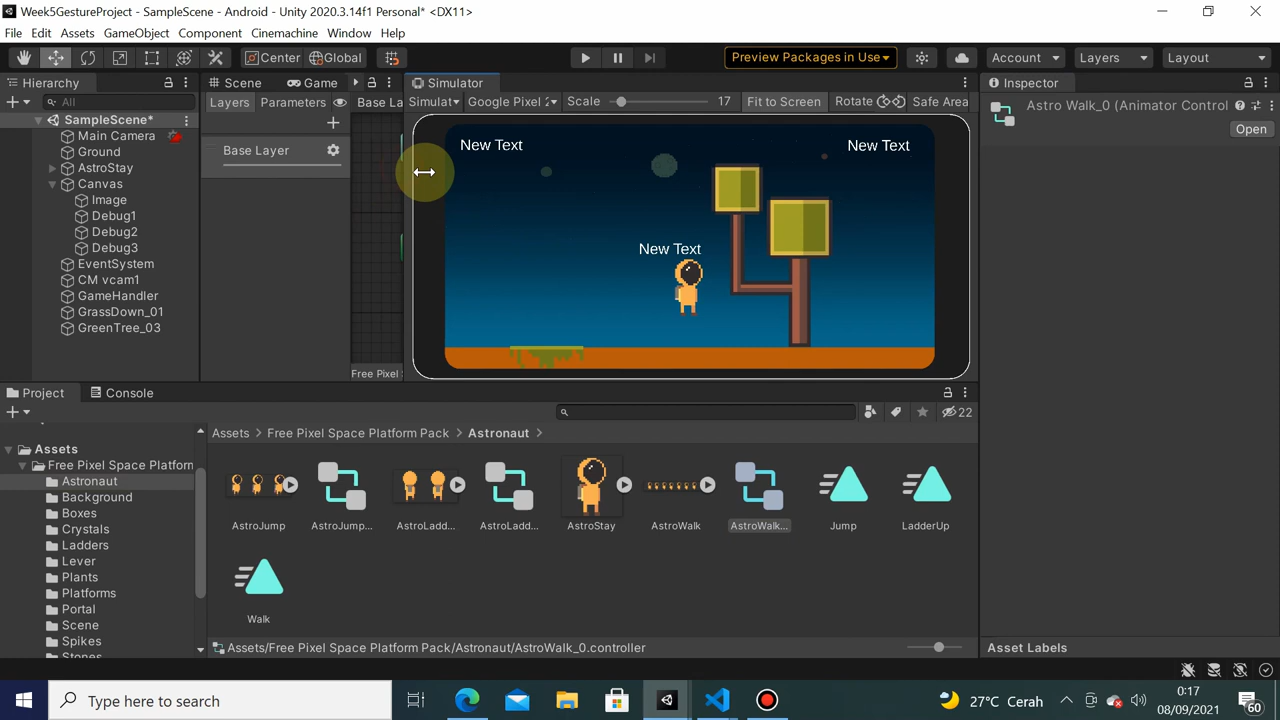 Week5GestureProject - SampleScene - Android - Unity 2020.3.14f1 Personal* <DX11>
File Edit Assets GameObject Component Cinemachine Window Help
Center Global Preview Packages in Use Account Layers Layout
Hierarchy
All
SampleScene*
Main Camera
Ground
AstroStay
Canvas
Image
Debug1
Debug2
Debug3
EventSystem
CM vcam1
GameHandler
GrassDown_01
GreenTree_03
Scene Game
Layers Parameters Base La
Base Layer
Free Pixel
Simulator
Simulat Google Pixel 2 Scale 17 Fit to Screen Rotate Safe Area
New Text
New Text
New Text
Inspector
Astro Walk_0 (Animator Control
Open
Project Console
22
Assets
Free Pixel Space Platform
Astronaut
Background
Boxes
Crystals
Ladders
Lever
Plants
Platforms
Portal
Scene
Spikes
Stones
Assets > Free Pixel Space Platform Pack > Astronaut >
AstroJump AstroJump... AstroLadd... AstroLadd... AstroStay AstroWalk AstroWalk... Jump LadderUp
Walk
Assets/Free Pixel Space Platform Pack/Astronaut/AstroWalk_0.controller
Asset Labels
Type here to search
27°C Cerah
0:17
08/09/2021
60